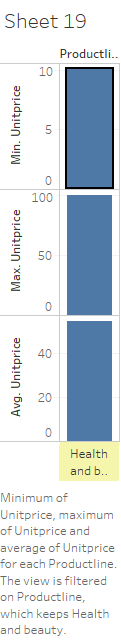 Sheet 19
Productli..
Min. Unitprice
10
5
0
Max. Unitprice
100
50
0
Avg. Unitprice
40
20
0
Health
and b..
Minimum of
Unitprice, maximum
of Unitprice and
average of Unitprice
for each Productline.
The view is filtered
on Productline,
which keeps Health
and beauty.